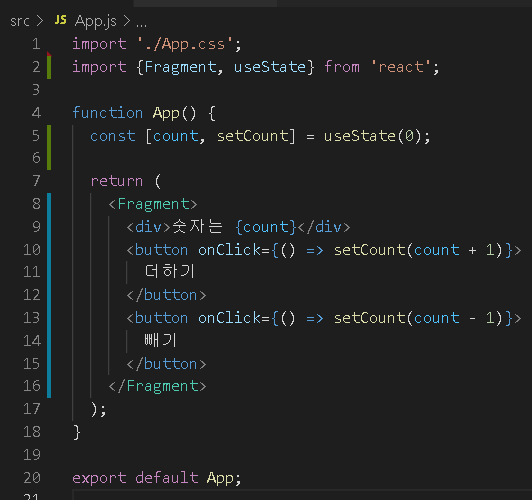 src > JS App.js > ...
1 import './App.css';
2 import {Fragment, useState} from 'react';
3
4 function App() {
5 const [count, setCount] = useState(0);
6
7 return (
8 <Fragment>
9 <div>숫자는 {count}</div>
10 <button onClick={() => setCount(count + 1)}>
11 더하기
12 </button>
13 <button onClick={() => setCount(count - 1)}>
14 빼기
15 </button>
16 </Fragment>
17 );
18 }
19
20 export default App;
21